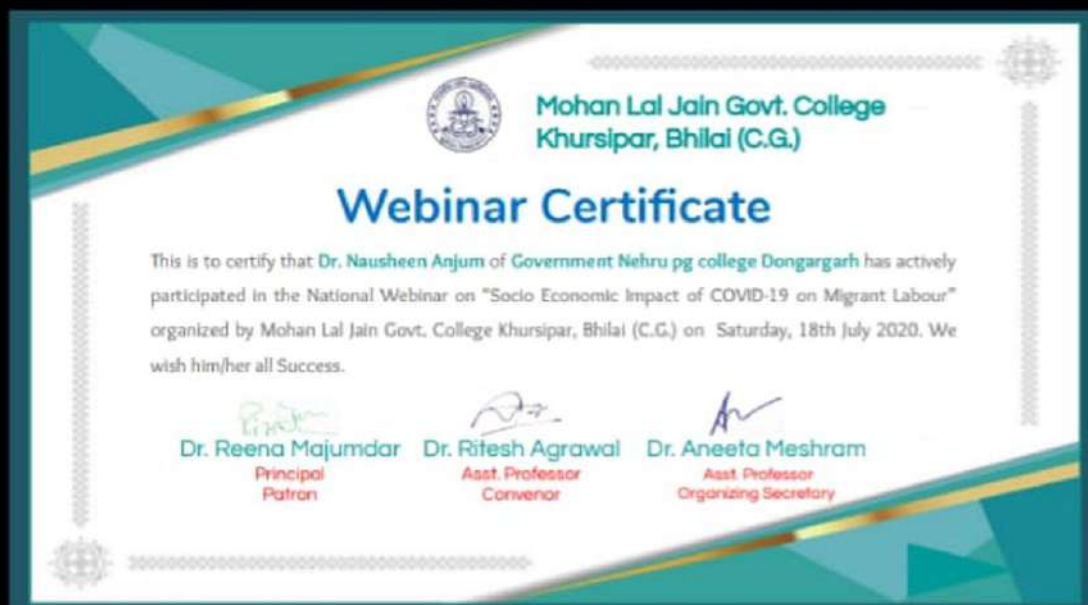 Mohan Lal Jain Govt. College
Khursipar, Bhilai (C.G.)
Webinar Certificate
This is to certify that Dr. Nausheen Anjum of Government Nehru pg college Dongargarh has actively
participated in the National Webinar on "Socio Economic Impact of COVID-19 on Migrant Labour"
organized by Mohan Lal Jain Govt. College Khursipar, Bhilai (C.G.) on Saturday, 18th July 2020. We
wish him/her all Success.
Dr. Reena Majumdar Dr. Ritesh Agrawal Dr. Aneeta Meshram
Principal Asst. Professor Asst. Professor
Patron Convenor Organizing Secretary